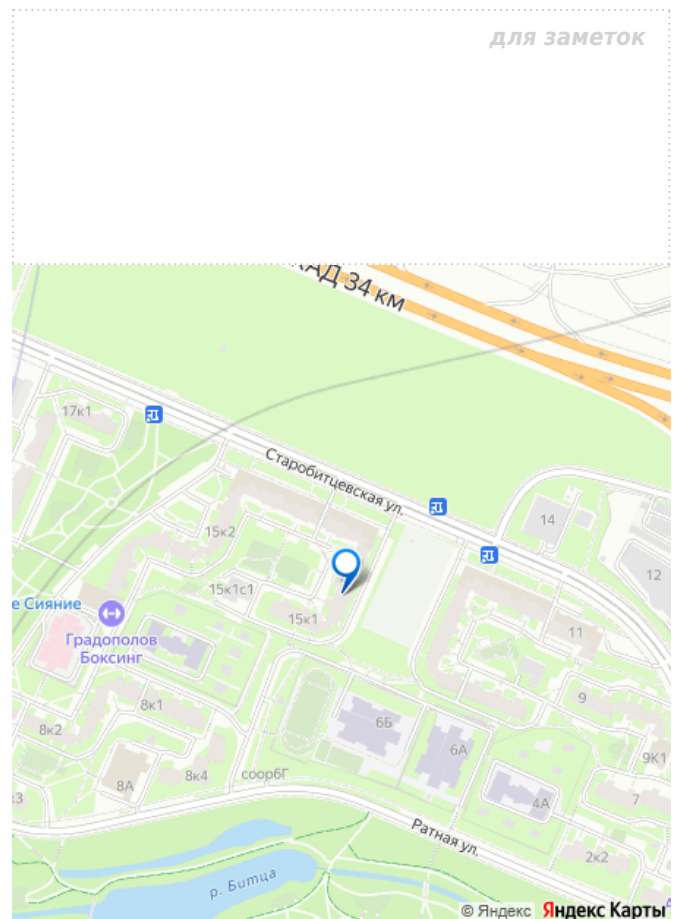 для заметок
КАД 34 км
17к1
Старобитцевская ул.
15к2
14
12
15к1с1
е Сияние
15к1
Градополов
Боксинг
11
9
8к1
6Б
8к2
6А
9К1
8А
8к4
соор6Г
к3
4А
7
Ратная ул.
2к2
р. Битца
© Яндекс Яндекс Карты